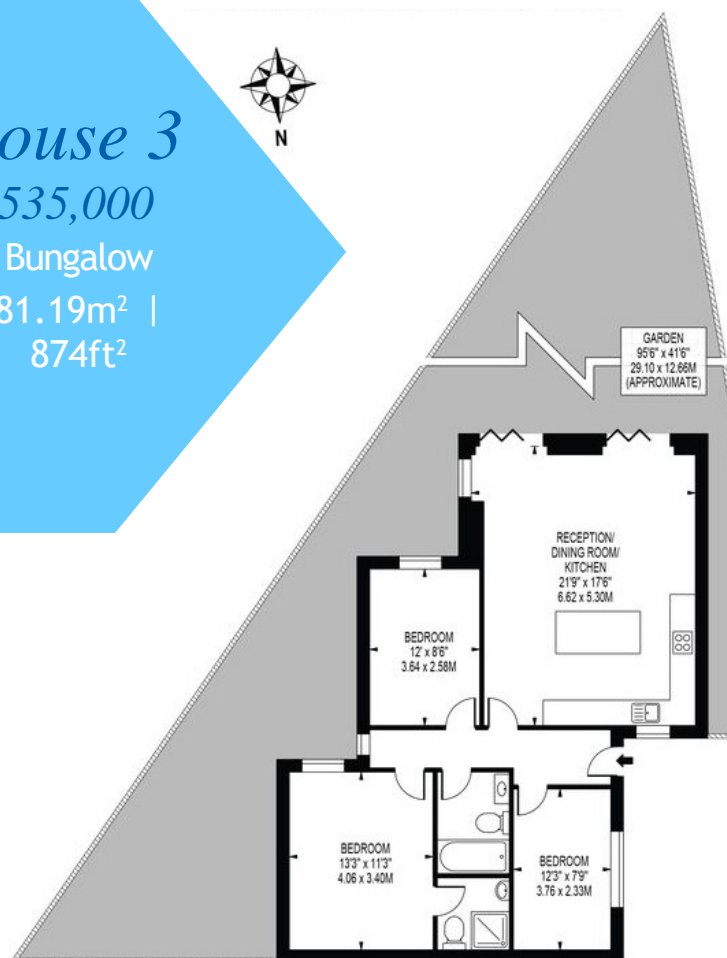 ouse 3
535,000
Bungalow
81.19m² |
874ft²
N
GARDEN
95'6" x 41'6"
29.10 x 12.66M
(APPROXIMATE)
RECEPTION/
DINING ROOM/
KITCHEN
21'9" x 17'6"
6.62 x 5.30M
BEDROOM
12' x 8'6"
3.64 x 2.58M
BEDROOM
13'3" x 11'3"
4.06 x 3.40M
BEDROOM
12'3" x 7'9"
3.76 x 2.33M